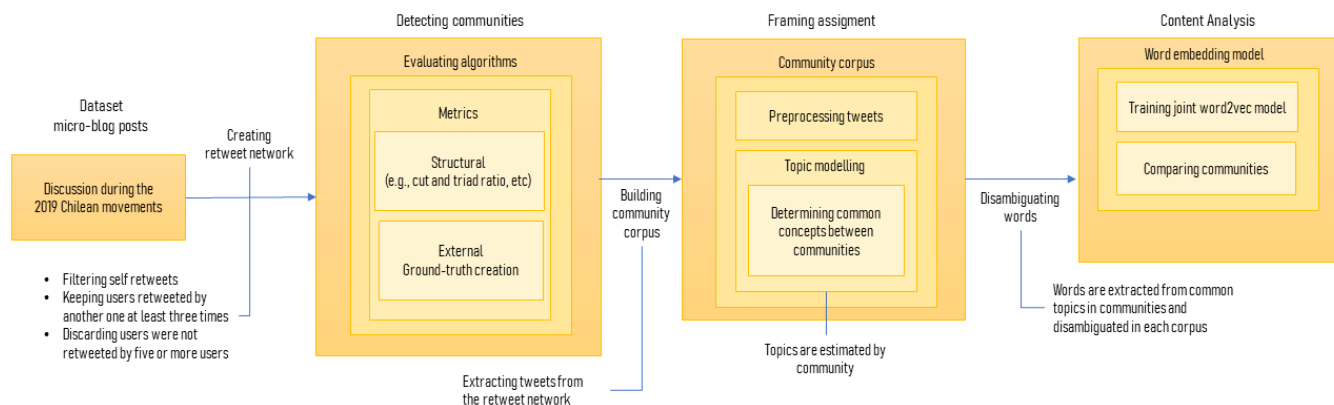 Dataset
micro-blog posts
Discussion during the
2019 Chilean movements
Creating
retweet network
• Filtering self retweets
• Keeping users retweeted by
another one at least three times
• Discarding users were not
retweeted by five or more users
Detecting communities
Evaluating algorithms
Metrics
Structural
(e.g., cut and triad ratio, etc)
External
Ground-truth creation
Building
community
corpus
Extracting tweets from
the retweet network
Framing assigment
Community corpus
Preprocessing tweets
Topic modelling
Determining common
concepts between
communities
Topics are estimated by
community
Disambiguating
words
Words are extracted from common
topics in communities and
disambiguated in each corpus
Content Analysis
Word embedding model
Training joint word2vec model
Comparing communities